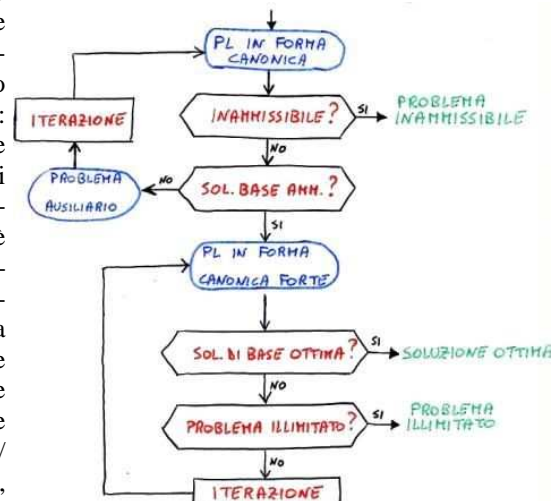 e
-
PL IN FORMA
CANONICA
o
:
ITERAZIONE
INAMMISSIBILE?
SI
PROBLEMA
INAMMISSIBILE
e
NO
i
PROBLEMA
AUSILIARIO
NO
SOL. BASE AMM.?
-
SI
è
PL IN FORMA
CANONICA FORTE
-
-
a
e
SOL. DI BASE OTTIMA?
SI
SOLUZIONE OTTIMA
e
NO
e
PROBLEMA ILLIMITATO?
SI
PROBLEMA
ILLIMITATO
/
NO
,
ITERAZIONE